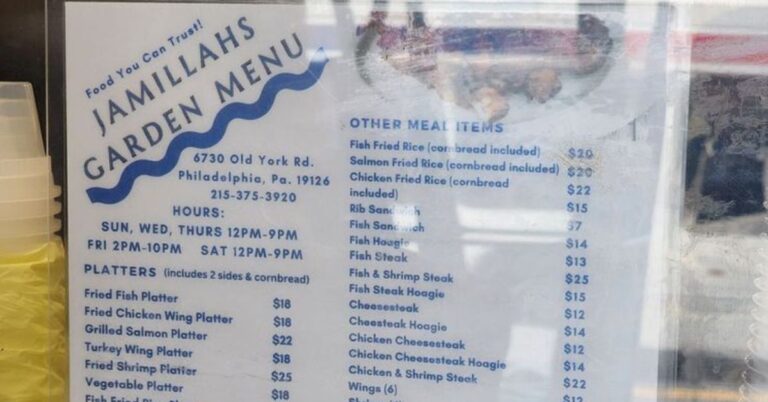 Food You Can Trust!
JAMILLAHS
GARDEN MENU
6730 Old York Rd.
Philadelphia, Pa. 19126
215-375-3920
HOURS:
SUN, WED, THURS 12PM-9PM
FRI 2PM-10PM SAT 12PM-9PM
PLATTERS (includes 2 sides & cornbread)
Fried Fish Platter $18
Fried Chicken Wing Platter $18
Grilled Salmon Platter $22
Turkey Wing Platter $18
Fried Shrimp Platter $25
Vegetable Platter $18
OTHER MEAL ITEMS
Fish Fried Rice (cornbread included) $20
Salmon Fried Rice (cornbread included) $20
Chicken Fried Rice (cornbread $22
included)
Rib Sandwich $15
Fish Sandwich $7
Fish Hoagie $14
Fish Steak $13
Fish & Shrimp Steak $25
Fish Steak Hoagie $15
Cheasesteak $12
Cheesteak Hoagie $14
Chicken Cheesesteak $12
Chicken Cheesesteak Hoagie $14
Chicken & Shrimp Steak $22
Wings (6) $12